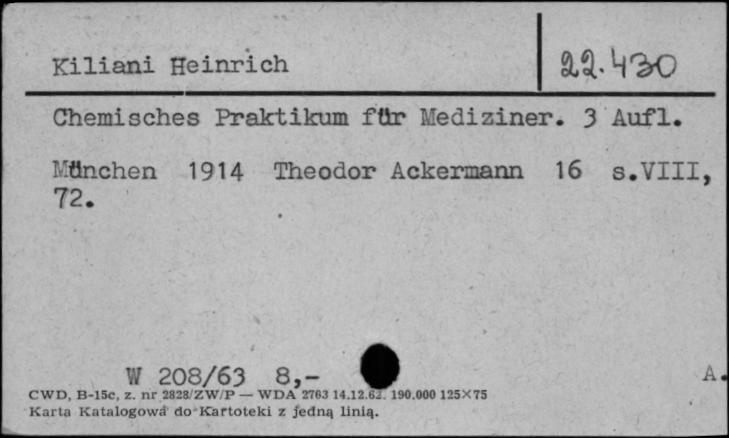 Kiliani Heinrich
22.430
Chemisches Praktikum für Mediziner. 3 Aufl.
München 1914 Theodor Ackermann 16 s.VIII,
72.
W 208/63 8,-
A.
CWD, B-15c, z. nr 2828/ZW/P — WDA 2763 14.12.62. 190.000 125×75
Karta Katalogowa do Kartoteki z jedną linią.